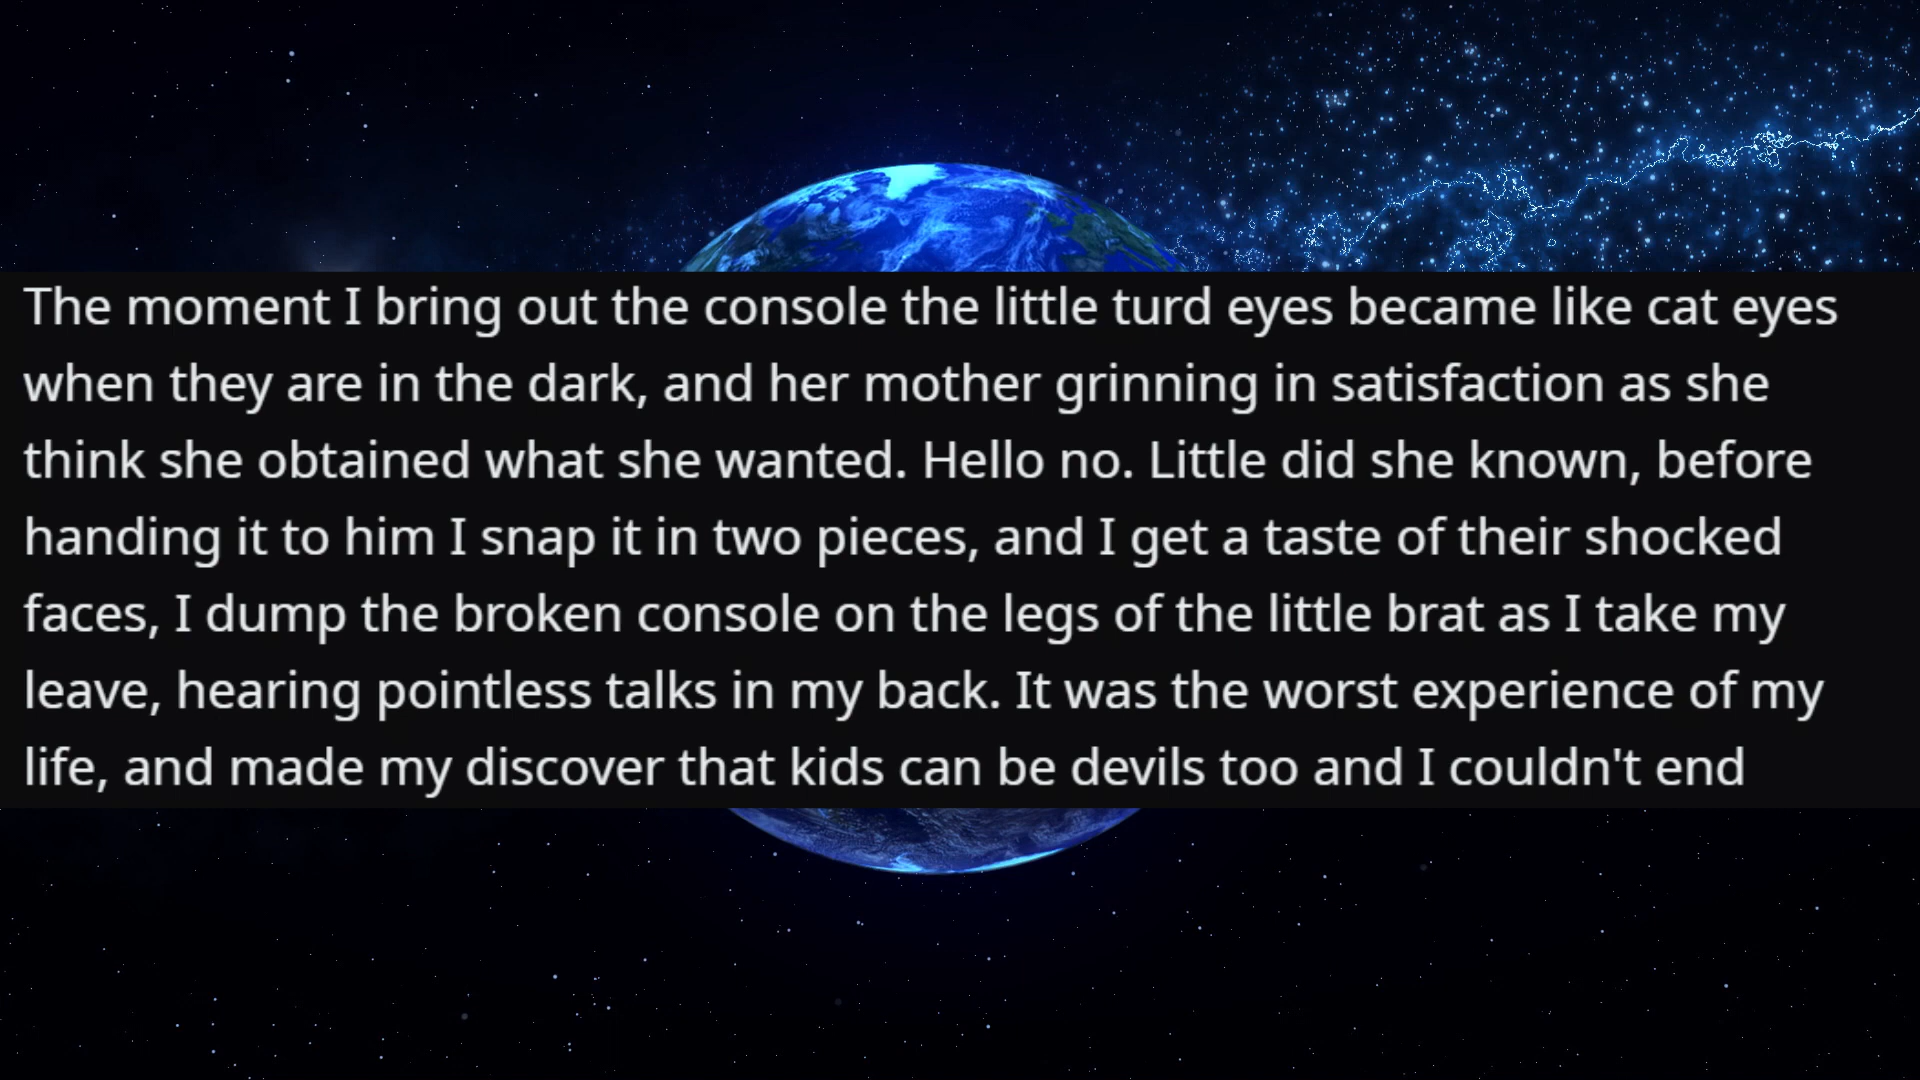 The moment I bring out the console the little turd eyes became like cat eyes
when they are in the dark, and her mother grinning in satisfaction as she
think she obtained what she wanted. Hello no. Little did she known, before
handing it to him I snap it in two pieces, and I get a taste of their shocked
faces, I dump the broken console on the legs of the little brat as I take my
leave, hearing pointless talks in my back. It was the worst experience of my
life, and made my discover that kids can be devils too and I couldn't end